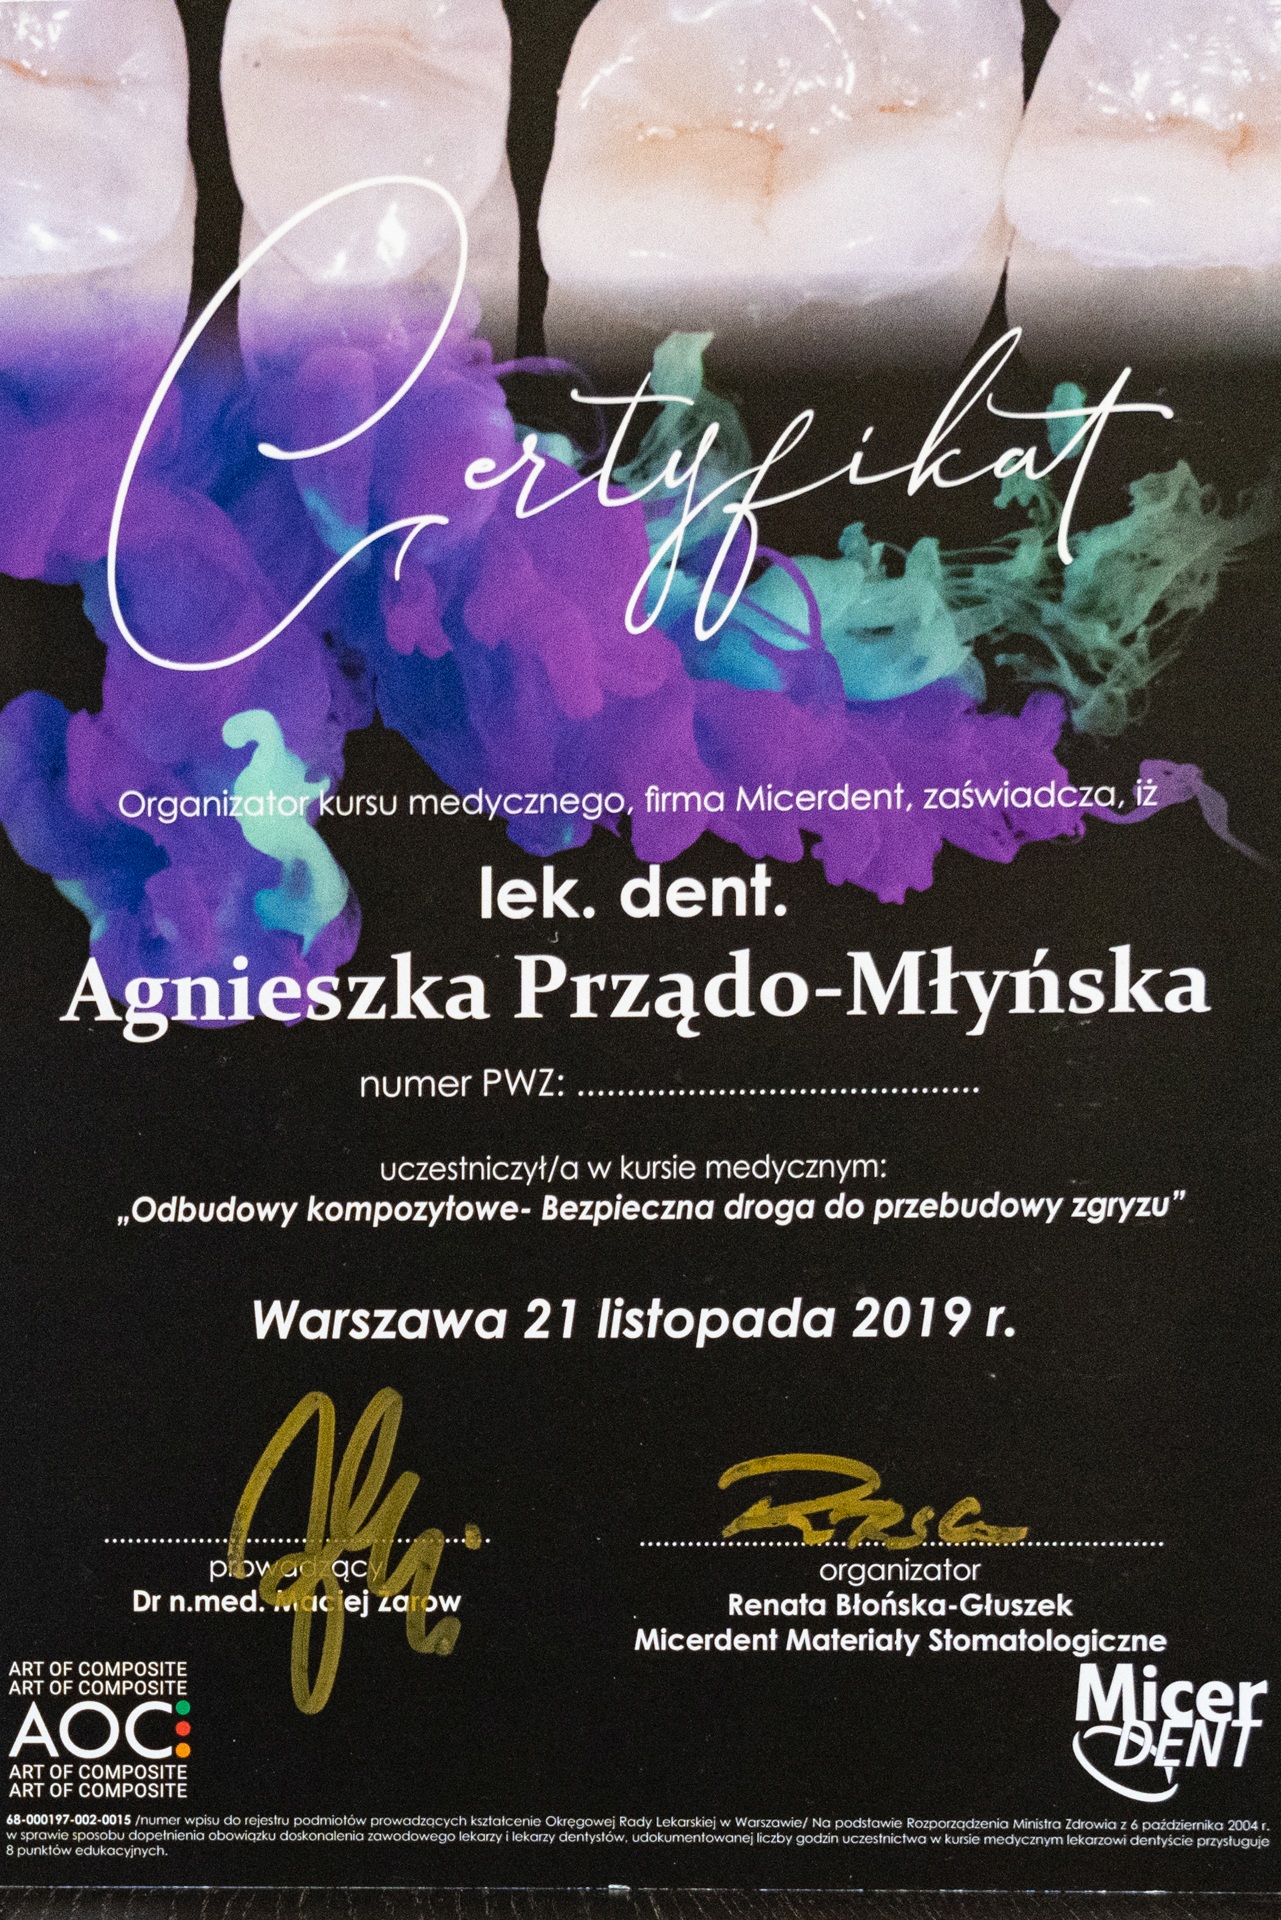 Certyfikat
Organizator kursu medycznego, firma Micerdent, zaświadcza, iż
lek. dent.
Agnieszka Prządo-Młyńska
numer PWZ: ........................................
uczestniczył/a w kursie medycznym:
„Odbudowy kompozytowe- Bezpieczna droga do przebudowy zgryzu”
Warszawa 21 listopada 2019 r.
prowadzący
Dr n.med. Maciej Żarow
organizator
Renata Błońska-Głuszek
Micerdent Materiały Stomatologiczne
ART OF COMPOSITE
ART OF COMPOSITE
AOC
ART OF COMPOSITE
ART OF COMPOSITE
Micer
DENT
68-000197-002-0015 /numer wpisu do rejestru podmiotów prowadzących kształcenie Okręgowej Rady Lekarskiej w Warszawie/ Na podstawie Rozporządzenia Ministra Zdrowia z 6 października 2004 r.
w sprawie sposobu dopełnienia obowiązku doskonalenia zawodowego lekarzy i lekarzy dentystów, udokumentowanej liczby godzin uczestnictwa w kursie medycznym lekarzowi dentyście przysługuje
8 punktów edukacyjnych.